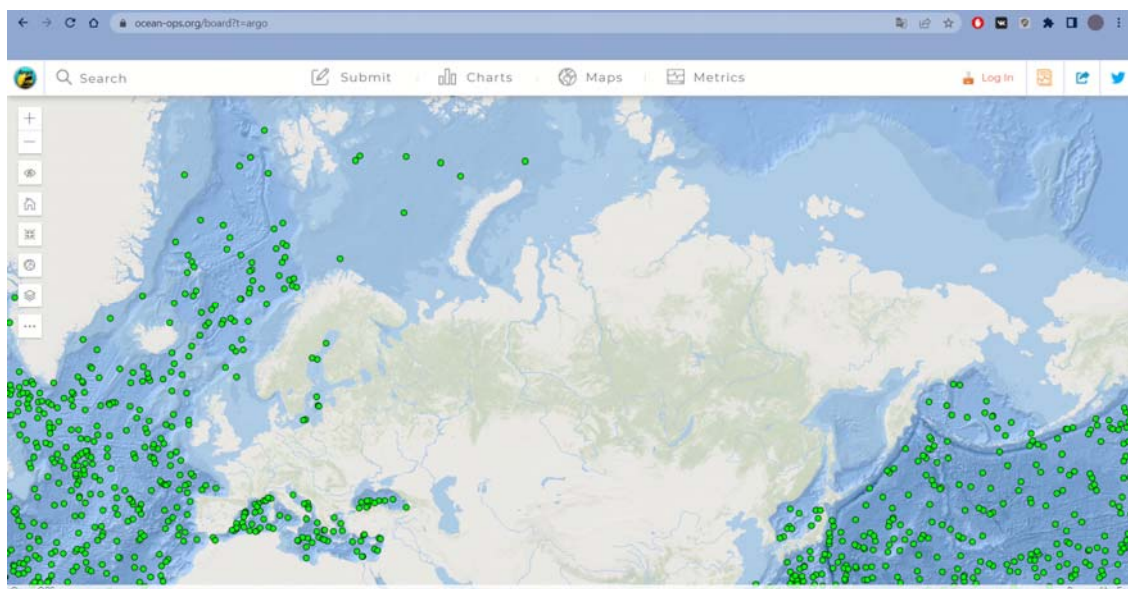 ocean-ops.org/board?t=argo
Search
Submit
Charts
Maps
Metrics
Log In